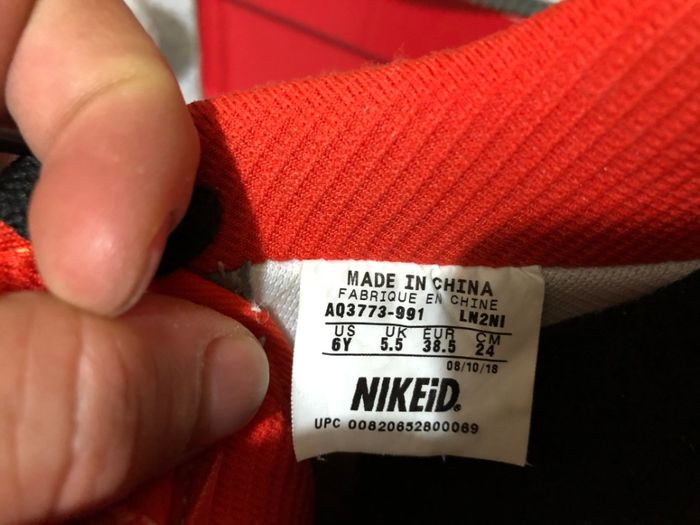 MADE IN CHINA
FABRIQUE EN CHINE
AQ3773-991 LN2NI
US UK EUR CM
6Y 5.5 38.5 24
08/10/18
NIKEiD.
UPC 00820652800069